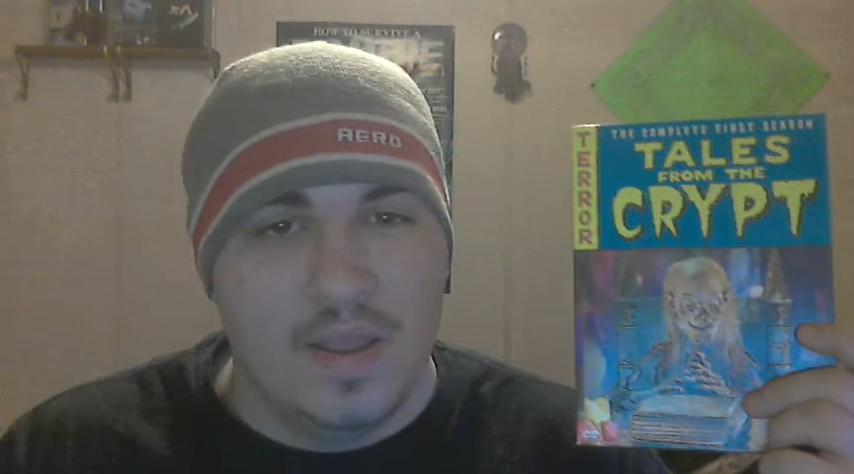 HOW TO SURVIVE A
AERO
THE COMPLETE FIRST SEASON
TERROR
TALES
FROM THE
CRYPT